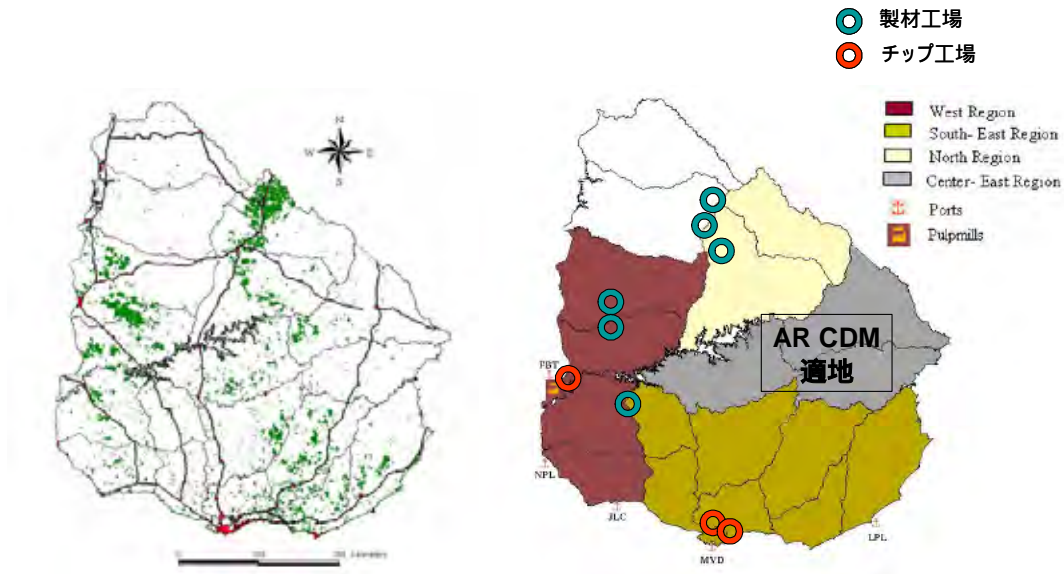 製材工場
チップ工場
N
W
E
S
0
West Region
South- East Region
North Region
Center- East Region
Ports
Pulpmills
AR CDM
適地
FBT
NPL
JLC
MVD
LPL